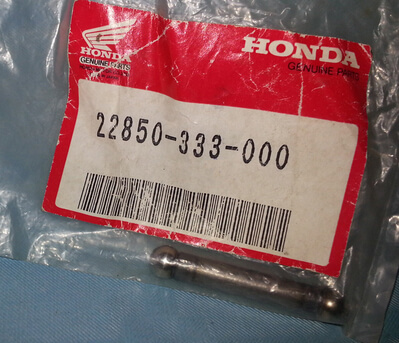 HONDA
GENUINE PARTS
HONDA
GENUINE PARTS
22850-333-000